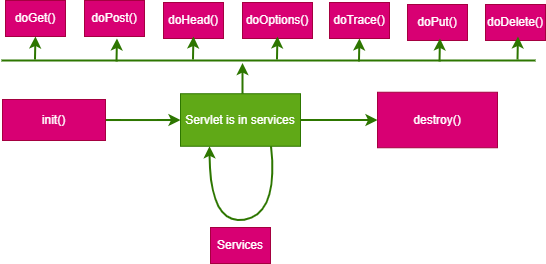 doGet()
doPost()
doHead()
doOptions()
doTrace()
doPut()
doDelete()
init()
Servlet is in services
destroy()
Services